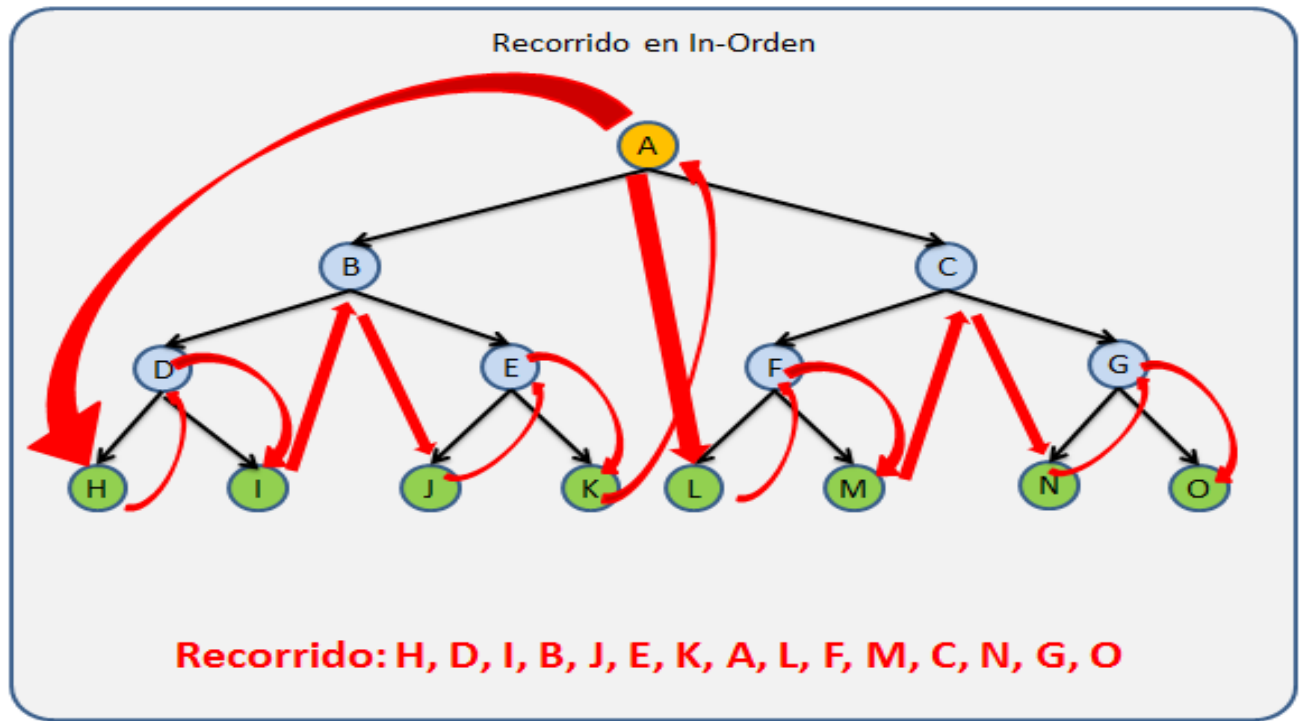 Recorrido en In-Orden
A
B C
D E F G
H I J K L M N O
Recorrido: H, D, I, B, J, E, K, A, L, F, M, C, N, G, O